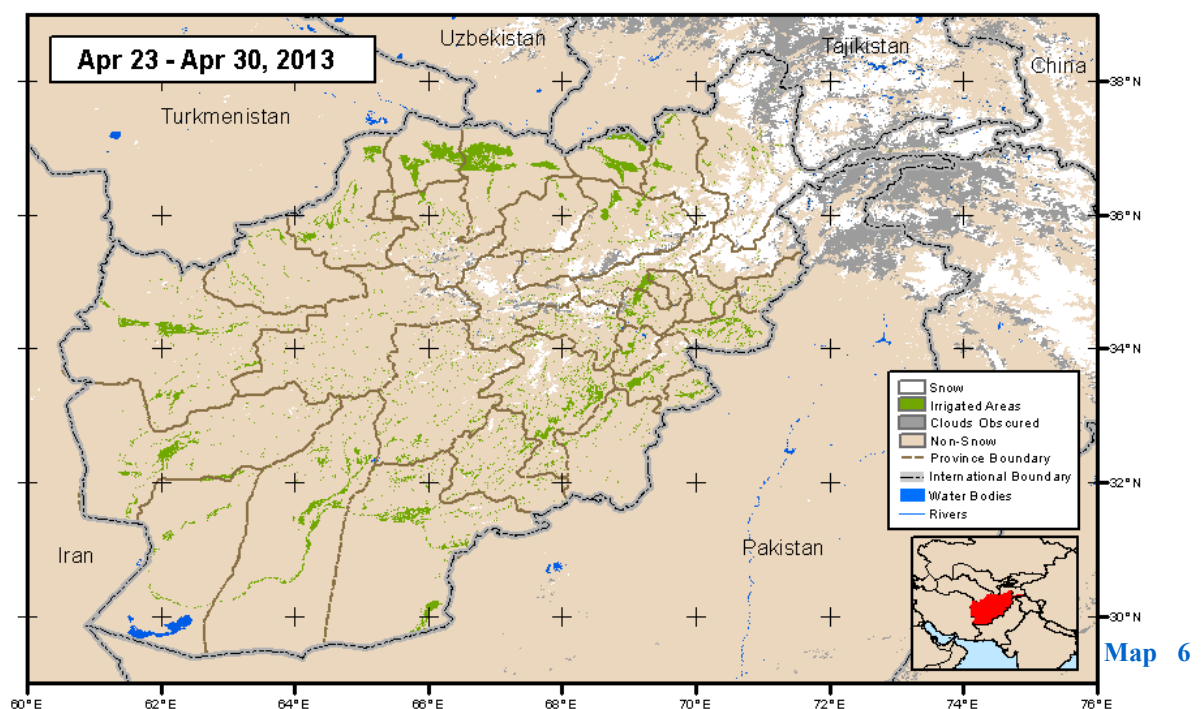 Apr 23 - Apr 30, 2013
Uzbekistan
Tajikistan
China
Turkmenistan
38° N
36° N
34° N
Snow
Irrigated Areas
Clouds Obscured
Non-Snow
Province Boundary
International Boundary
Water Bodies
Rivers
32° N
Iran
Pakistan
30° N
Map 6
60° E
62° E
64° E
66° E
68° E
70° E
72° E
74° E
76° E